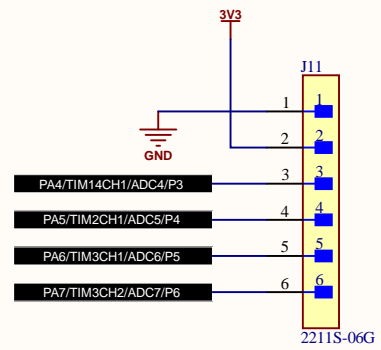 3V3
J11
1 1
GND
2 2
PA4/TIM14CH1/ADC4/P3 3 3
PA5/TIM2CH1/ADC5/P4 4 4
PA6/TIM3CH1/ADC6/P5 5 5
PA7/TIM3CH2/ADC7/P6 6 6
2211S-06G